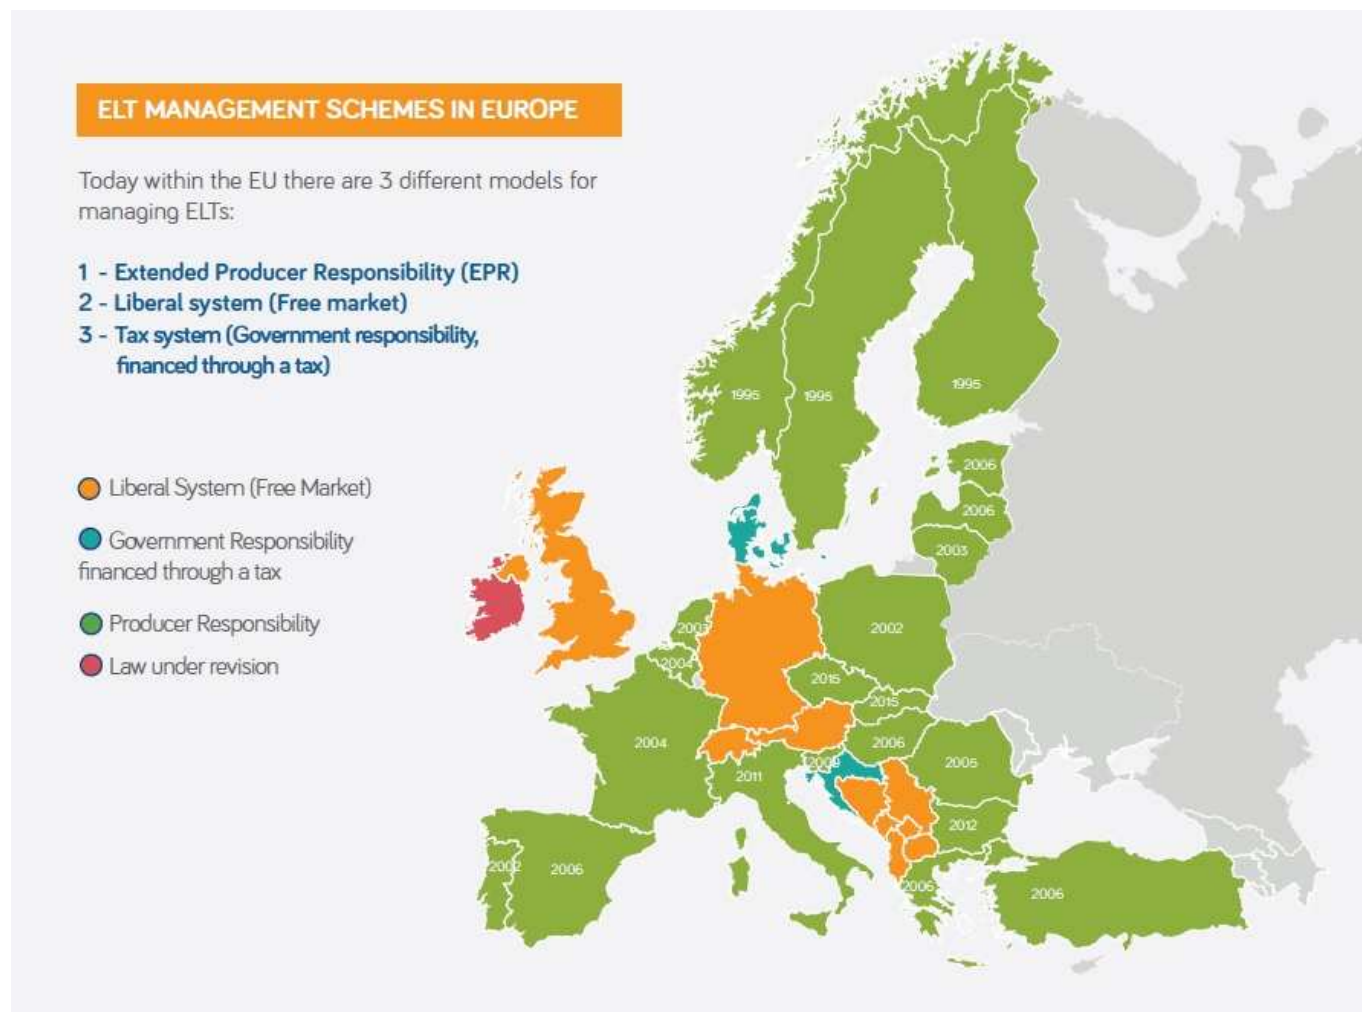 ELT MANAGEMENT SCHEMES IN EUROPE
Today within the EU there are 3 different models for
managing ELTs:
1 - Extended Producer Responsibility (EPR)
2 - Liberal system (Free market)
3 - Tax system (Government responsibility,
financed through a tax)
Liberal System (Free Market)
Government Responsibility
financed through a tax
Producer Responsibility
Law under revision
1995
1995
1995
2006
2006
2003
2003
2002
2004
2015
2015
2004
2006
2009
2005
2011
2012
2002
2006
2006
2006